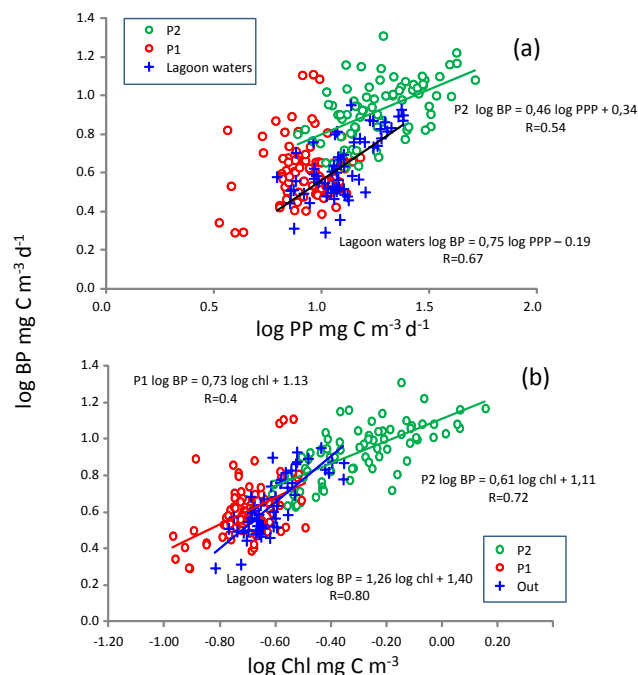 1.4
P2
P1
Lagoon waters
(a)
1.2
1.0
P2 log BP = 0,46 log PPP + 0,34
R=0.54
0.8
0.6
0.4
Lagoon waters log BP = 0,75 log PPP – 0.19
R=0.67
0.2
0.0
0.0 0.5 1.0 1.5 2.0
log PP mg C m-3 d-1
log BP mg C m-3 d-1
1.4
P1 log BP = 0,73 log chl + 1.13
R=0.4
(b)
1.2
1.0
0.8
P2 log BP = 0,61 log chl + 1,11
R=0.72
0.6
0.4
Lagoon waters log BP = 1,26 log chl + 1,40
R=0.80
P2
P1
Out
0.2
0.0
-1.20 -1.00 -0.80 -0.60 -0.40 -0.20 0.00 0.20
log Chl mg C m-3